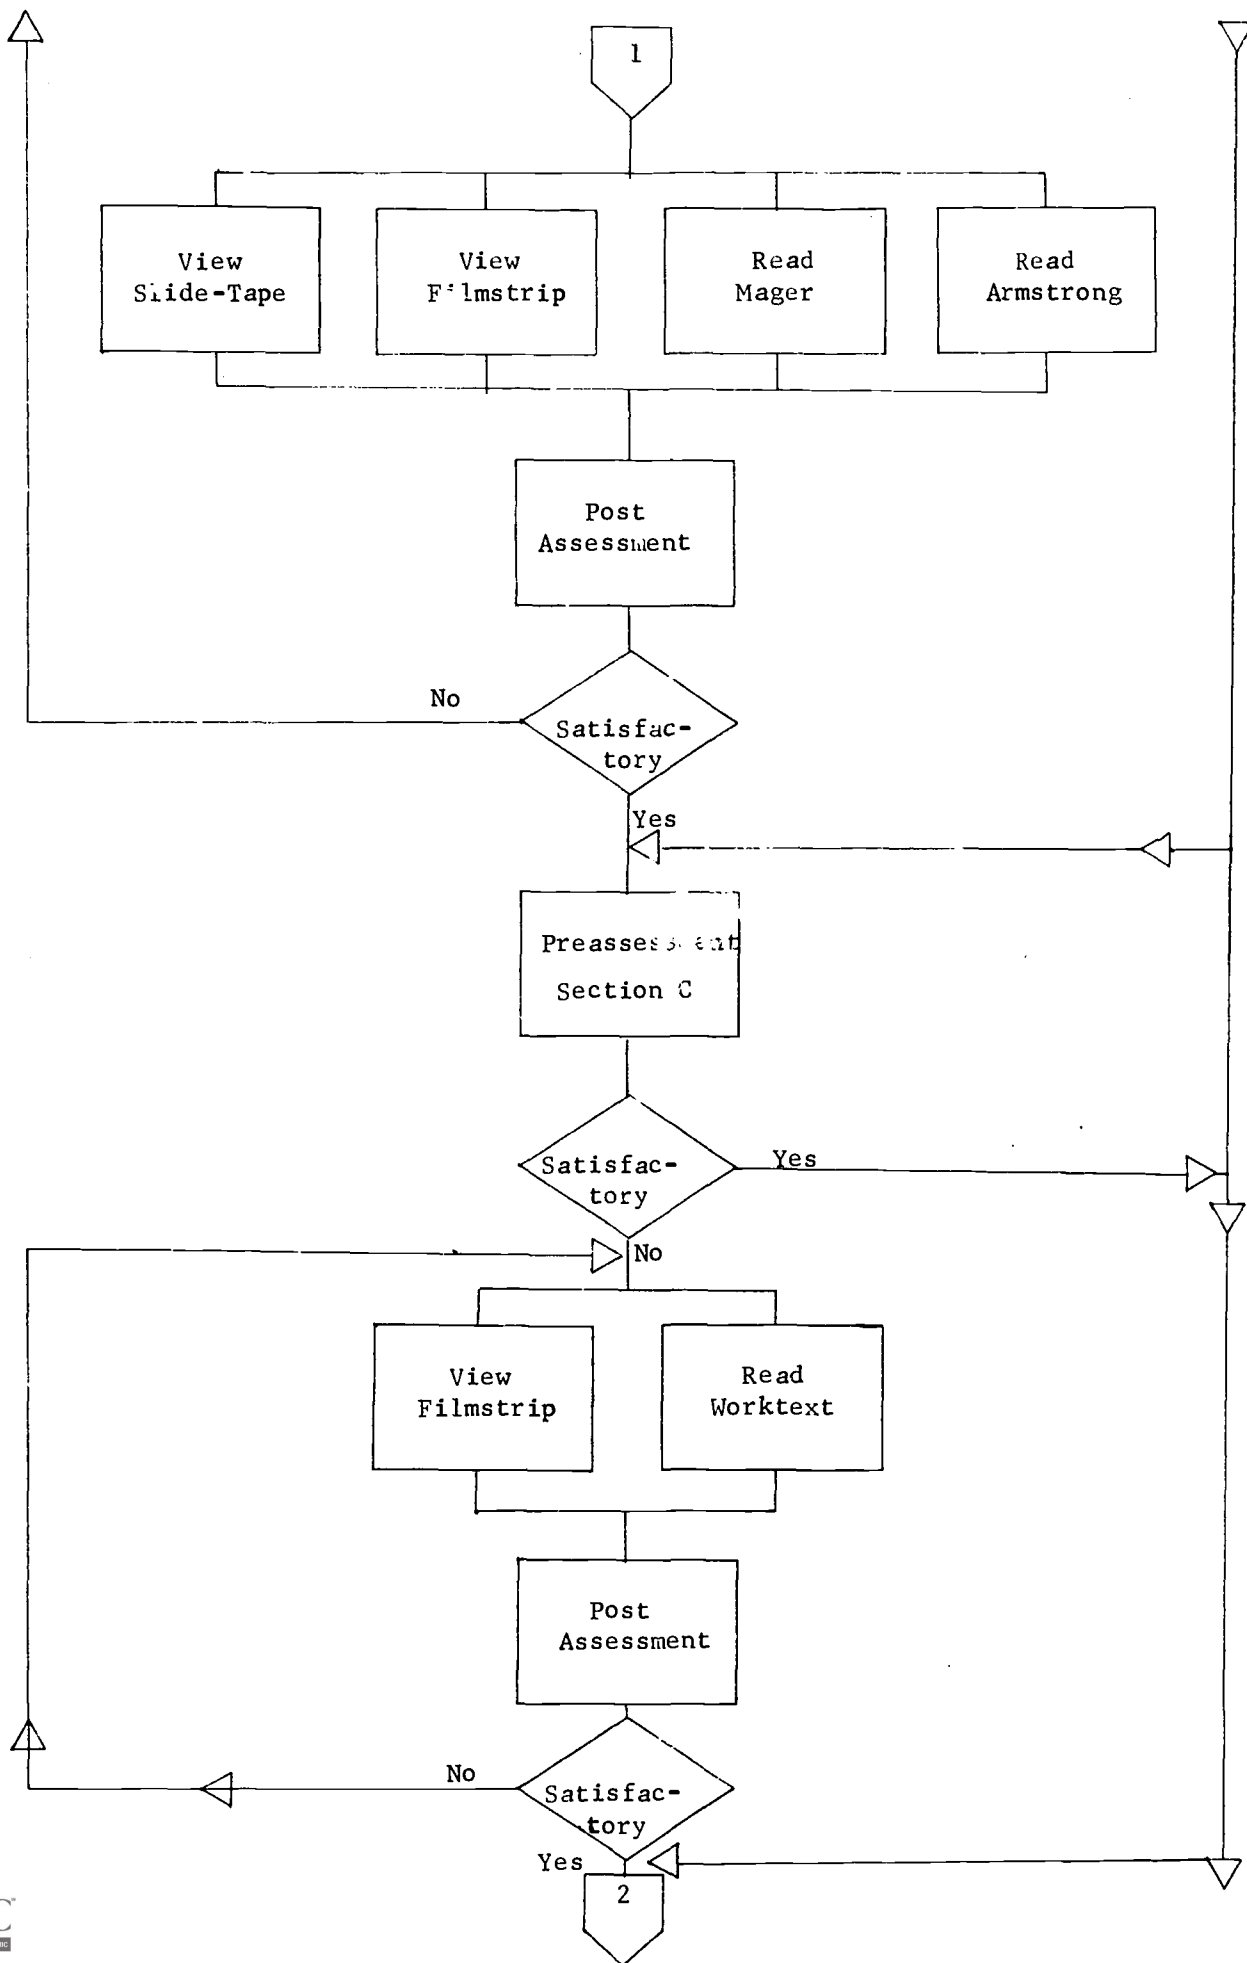 1
View
Slide-Tape
View
Filmstrip
Read
Mager
Read
Armstrong
Post
Assessment
No
Satisfac-
tory
Yes
Preassessment
Section C
Satisfac-
tory
Yes
No
View
Filmstrip
Read
Worktext
Post
Assessment
No
Satisfac-
tory
Yes
2